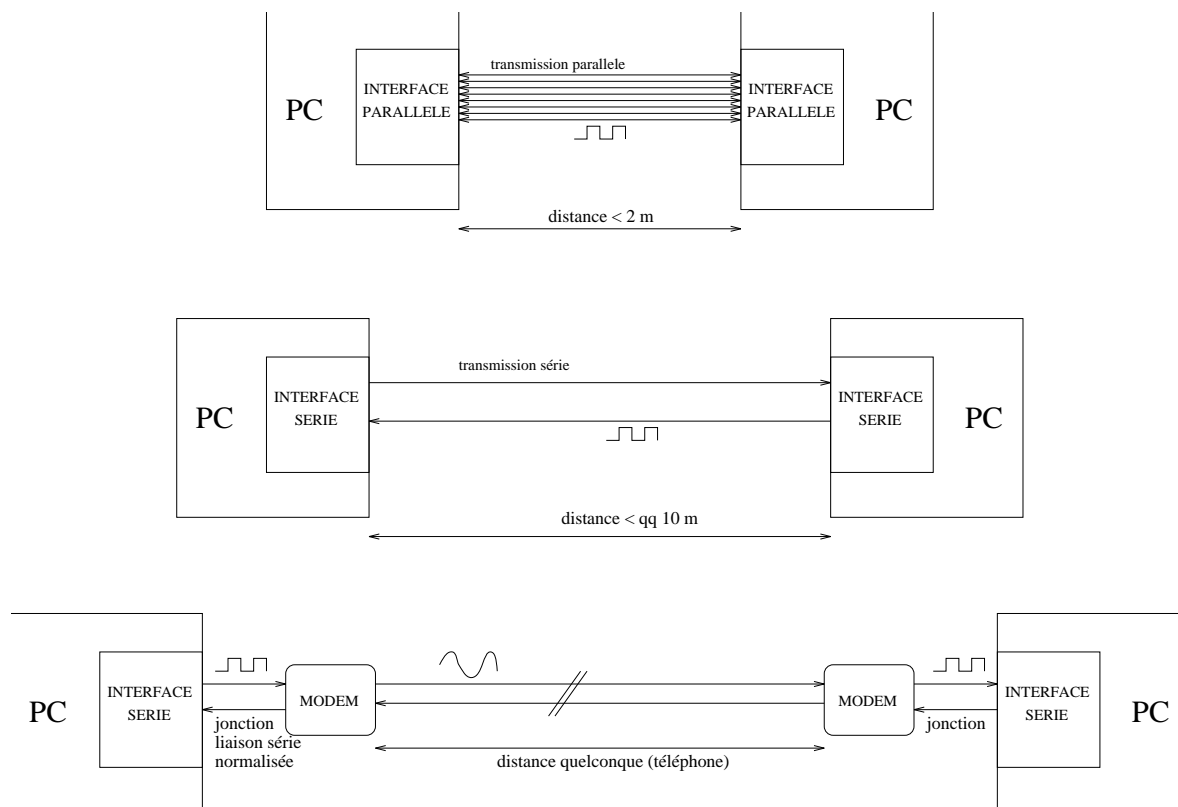 transmission parallele
PC
INTERFACE
PARALLELE
INTERFACE
PARALLELE
PC
distance < 2 m
transmission série
PC
INTERFACE
SERIE
INTERFACE
SERIE
PC
distance < qq 10 m
PC
INTERFACE
SERIE
MODEM
jonction
liaison série
normalisée
distance quelconque (téléphone)
MODEM
jonction
INTERFACE
SERIE
PC